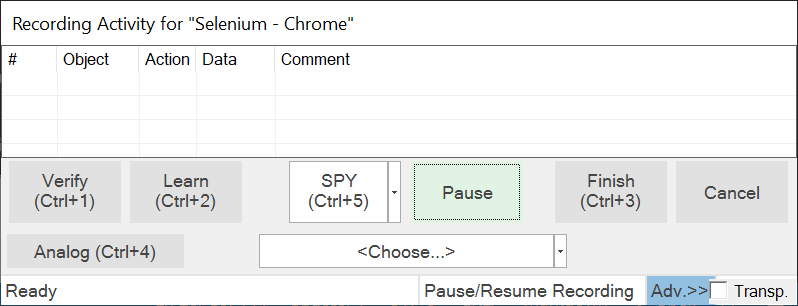 Recording Activity for "Selenium - Chrome"
# Object Action Data Comment
Verify (Ctrl+1)
Learn (Ctrl+2)
SPY (Ctrl+5)
Pause
Finish (Ctrl+3)
Cancel
Analog (Ctrl+4)
<Choose...>
Ready
Pause/Resume Recording
Adv.>>
Transp.